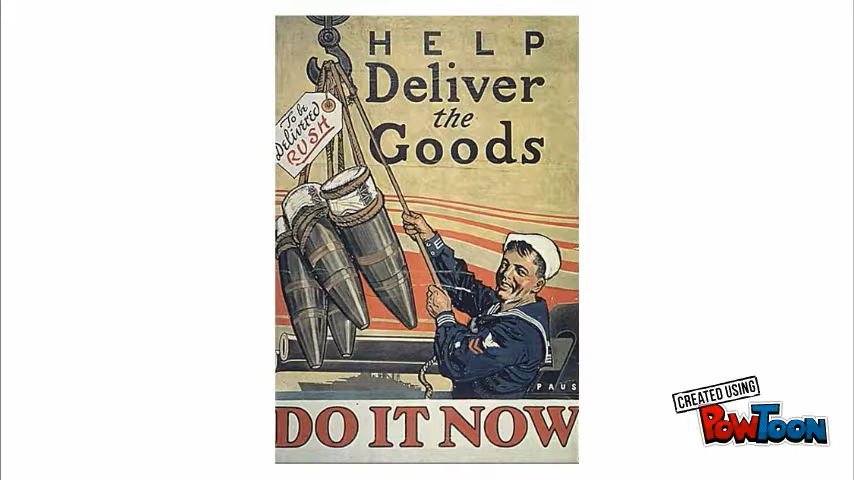 HELP
Deliver
the
Goods
To be
Delivered
RUSH
PAUS
DO IT NOW
CREATED USING
PowToon